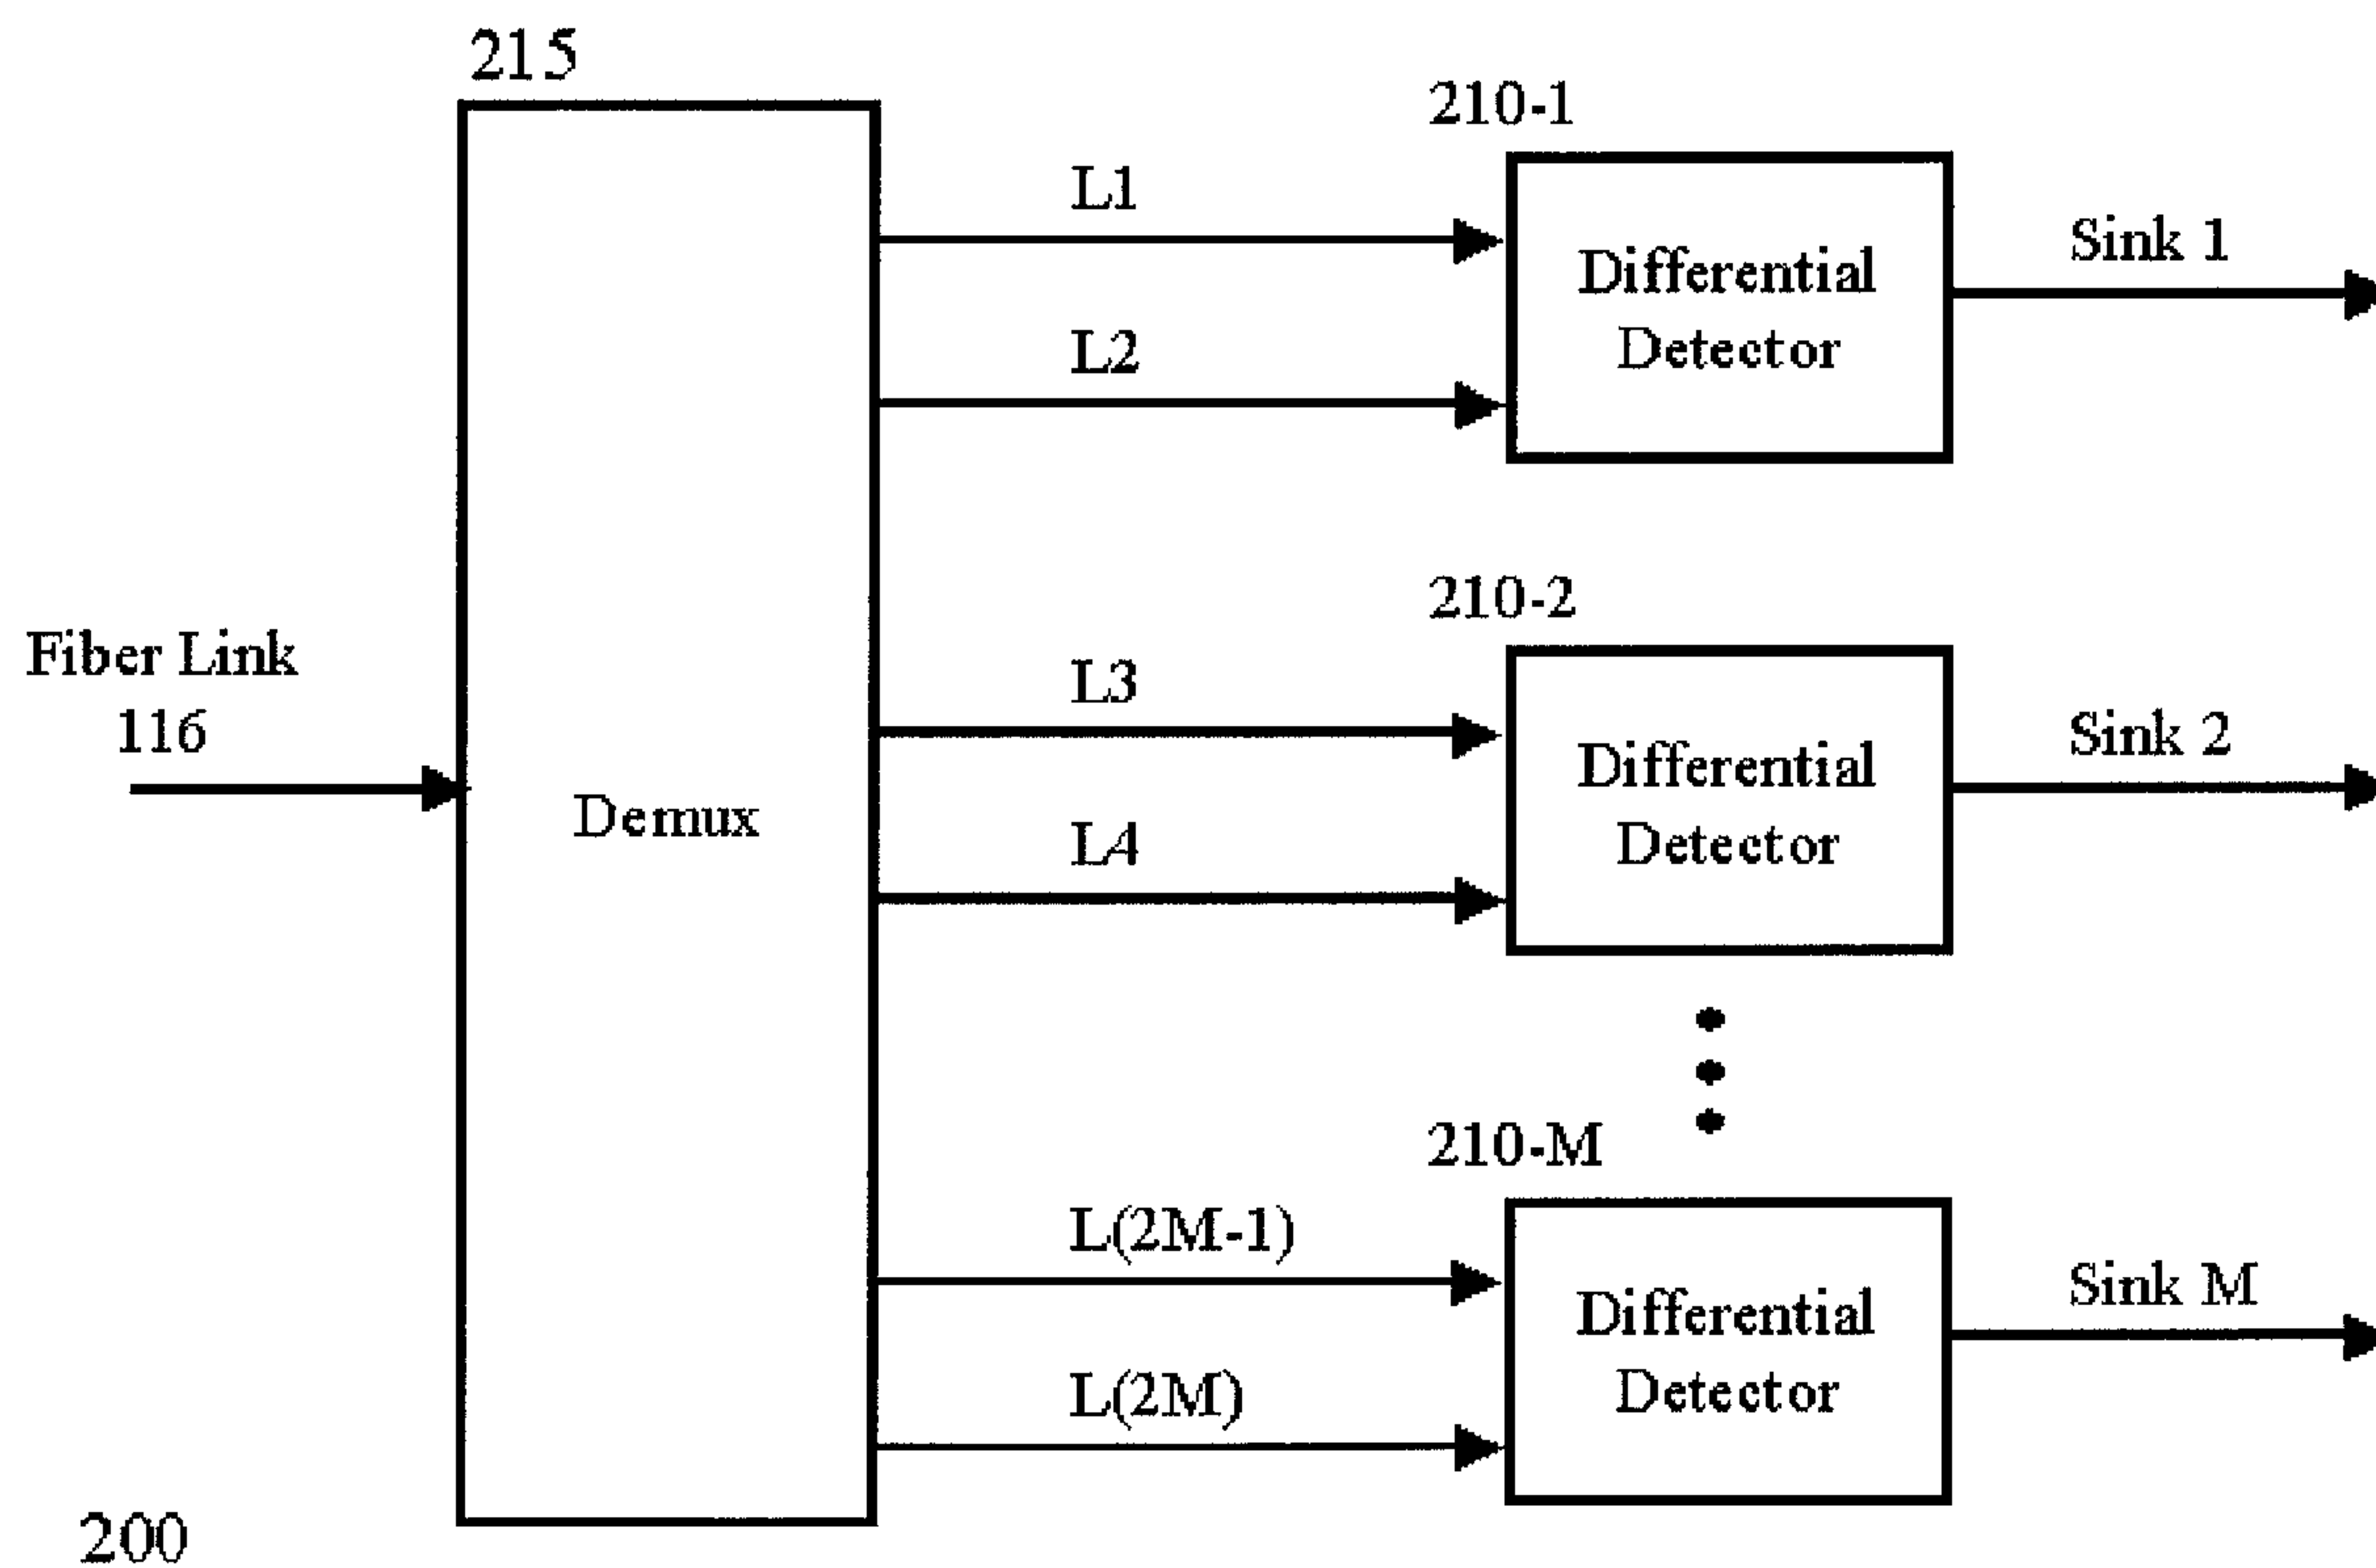 215
210-1
L1
Differential
Detector
Sink 1
L2
210-2
Fiber Link
116
L3
Differential
Detector
Sink 2
L4
Demux
210-M
L(2M-1)
Differential
Detector
Sink M
L(2M)
200